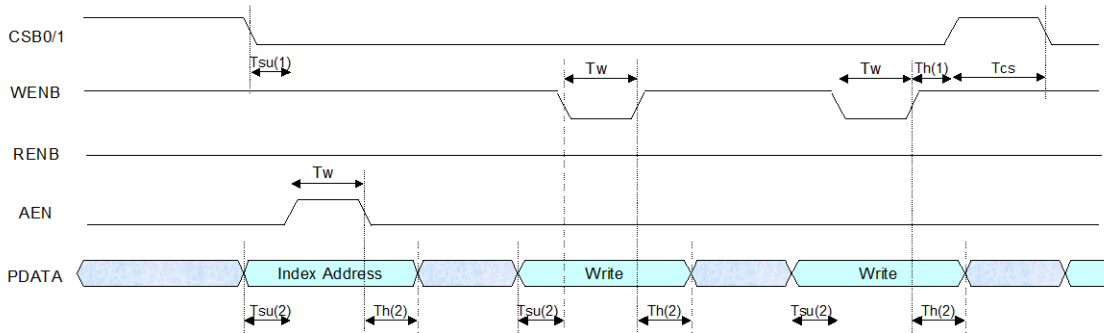 CSB0/1
Tsu(1)
Tw
Tw
Th(1)
Tcs
WENB
RENB
Tw
AEN
PDATA
Index Address
Write
Write
Tsu(2)
Th(2)
Tsu(2)
Th(2)
Tsu(2)
Th(2)